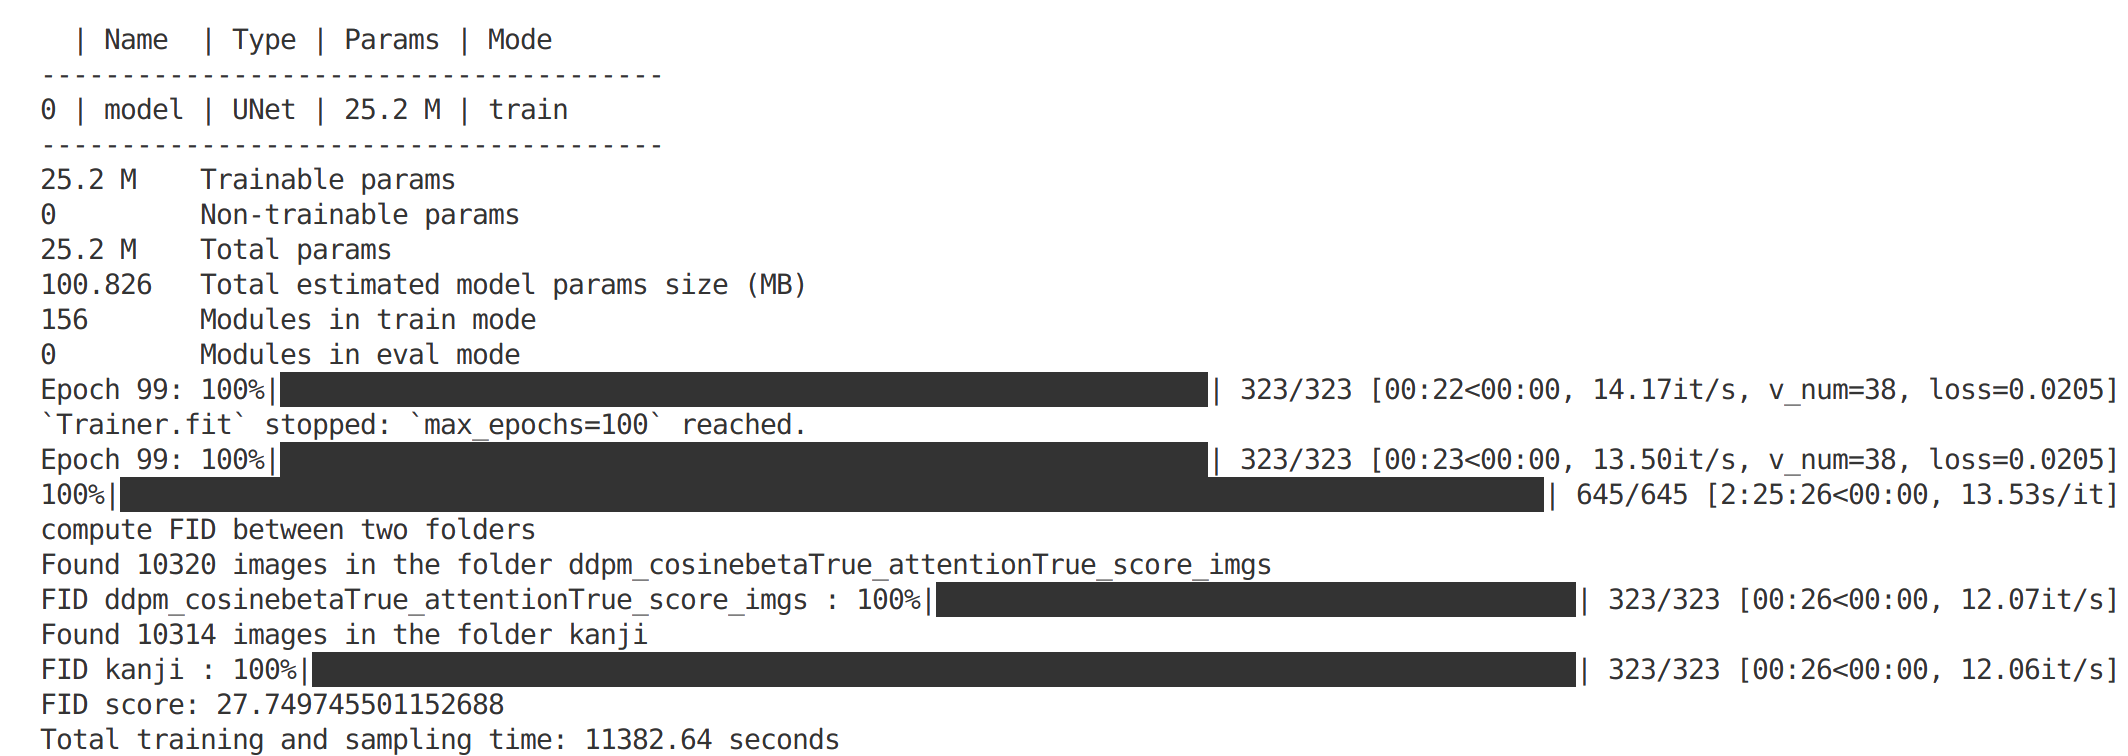 | Name  | Type | Params | Mode
---------------------------------------
0 | model | UNet | 25.2 M | train
---------------------------------------
25.2 M    Trainable params
0         Non-trainable params
25.2 M    Total params
100.826   Total estimated model params size (MB)
156       Modules in train mode
0         Modules in eval mode
Epoch 99: 100%|██████████| 323/323 [00:22<00:00, 14.17it/s, v_num=38, loss=0.0205]
`Trainer.fit` stopped: `max_epochs=100` reached.
Epoch 99: 100%|██████████| 323/323 [00:23<00:00, 13.50it/s, v_num=38, loss=0.0205]
100%|██████████| 645/645 [2:25:26<00:00, 13.53s/it]
compute FID between two folders
Found 10320 images in the folder ddpm_cosinebetaTrue_attentionTrue_score_imgs
FID ddpm_cosinebetaTrue_attentionTrue_score_imgs : 100%|██████████| 323/323 [00:26<00:00, 12.07it/s]
Found 10314 images in the folder kanji
FID kanji : 100%|██████████| 323/323 [00:26<00:00, 12.06it/s]
FID score: 27.749745501152688
Total training and sampling time: 11382.64 seconds